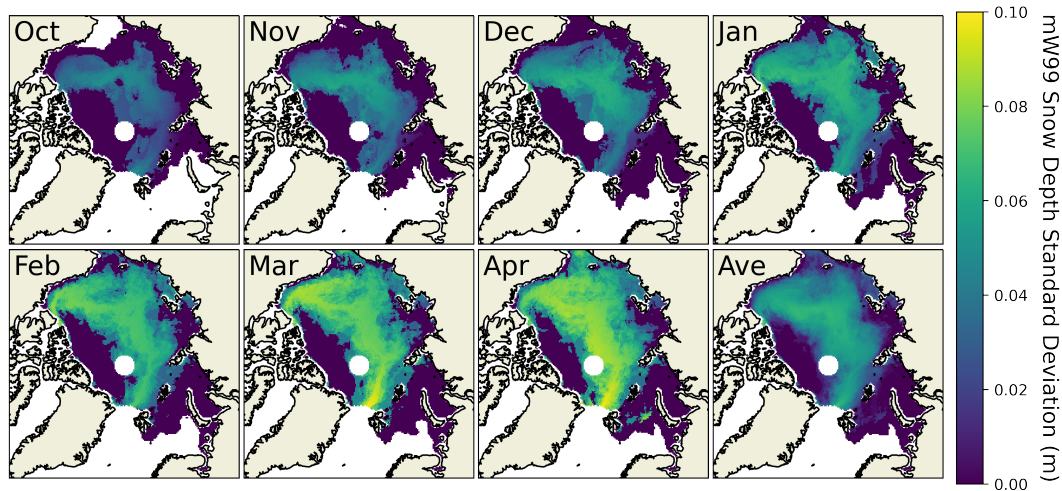 Oct
Nov
Dec
Jan
Feb
Mar
Apr
Ave
0.10
0.08
0.06
0.04
0.02
0.00
mW99 Snow Depth Standard Deviation (m)